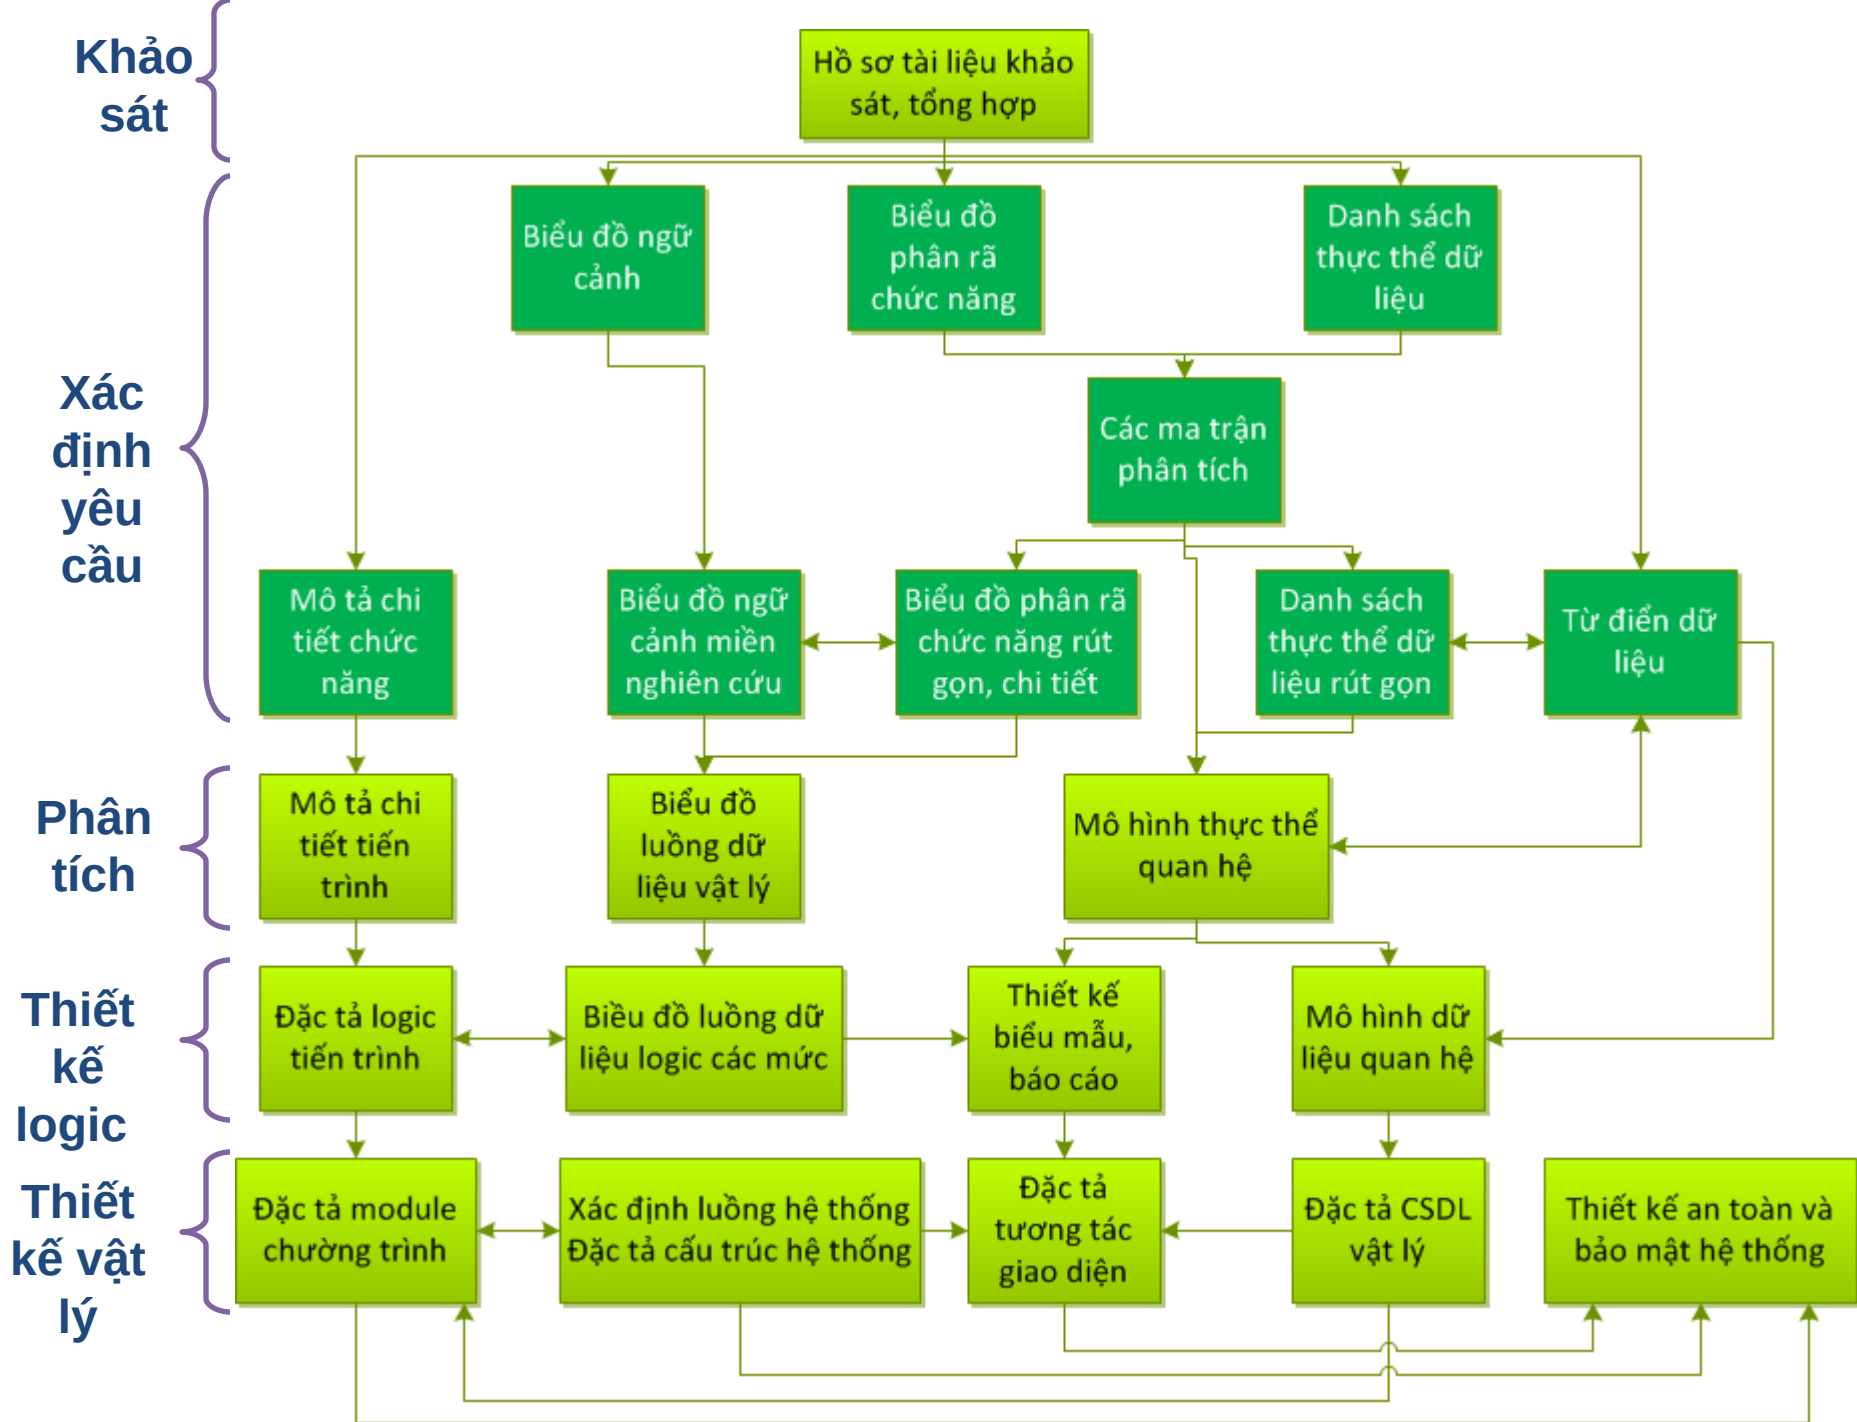 Khảo
sát
Hồ sơ tài liệu khảo
sát, tổng hợp
Xác
định
yêu
cầu
Biểu đồ ngữ
cảnh
Biểu đồ
phân rã
chức năng
Danh sách
thực thể dữ
liệu
Các ma trận
phân tích
Mô tả chi
tiết chức
năng
Biểu đồ ngữ
cảnh miền
nghiên cứu
Biểu đồ phân rã
chức năng rút
gọn, chi tiết
Danh sách
thực thể dữ
liệu rút gọn
Từ điển dữ
liệu
Phân
tích
Mô tả chi
tiết tiến
trình
Biểu đồ
luồng dữ
liệu vật lý
Mô hình thực thể
quan hệ
Thiết
kế
logic
Đặc tả logic
tiến trình
Biều đồ luồng dữ
liệu logic các mức
Thiết kế
biểu mẫu,
báo cáo
Mô hình dữ
liệu quan hệ
Thiết
kế vật
lý
Đặc tả module
chường trình
Xác định luồng hệ thống
Đặc tả cấu trúc hệ thống
Đặc tả
tương tác
giao diện
Đặc tả CSDL
vật lý
Thiết kế an toàn và
bảo mật hệ thống